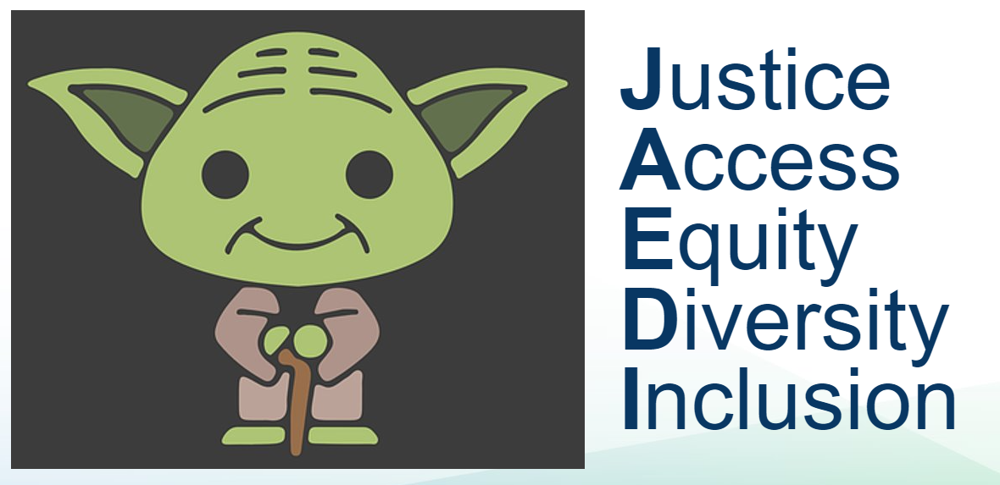 Justice
Access
Equity
Diversity
Inclusion